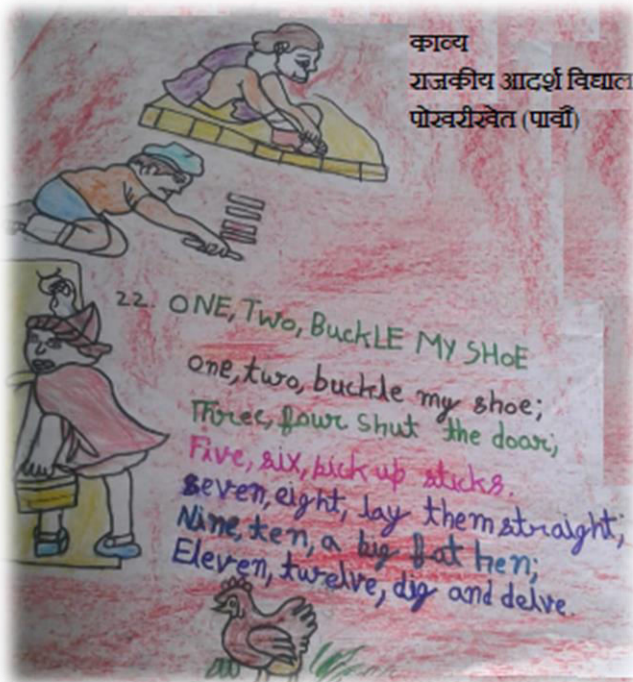 काव्य
राजकीय आदर्श विद्याल
पोखरीखेत (पावौं)
22. ONE, TWO, BUCKLE MY SHOE
One, two, buckle my shoe;
Three, four shut the door;
Five, six, pick up sticks.
seven, eight, lay them straight;
Nine, ten, a big fat hen;
Eleven, twelve, dig and delve.